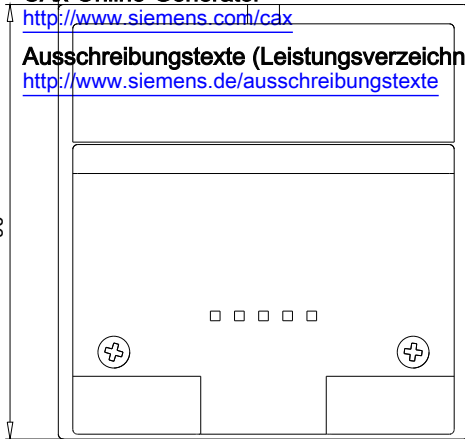 http://www.siemens.com/cax
Ausschreibungstexte (Leistungsverzeichn
http://www.siemens.de/ausschreibungstexte